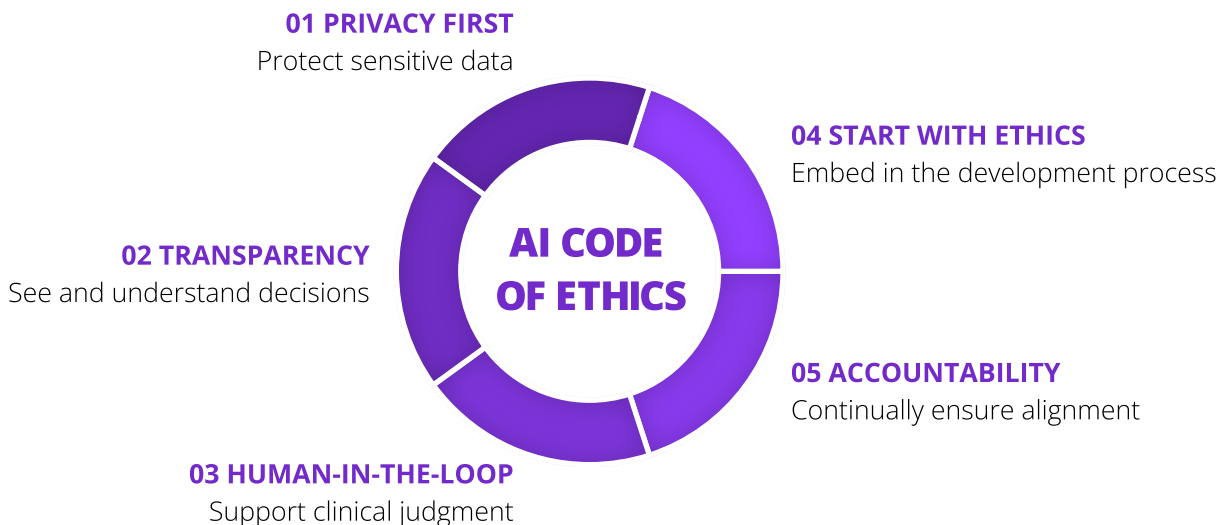 01 PRIVACY FIRST
Protect sensitive data
04 START WITH ETHICS
Embed in the development process
02 TRANSPARENCY
See and understand decisions
AI CODE
OF ETHICS
05 ACCOUNTABILITY
Continually ensure alignment
03 HUMAN-IN-THE-LOOP
Support clinical judgment